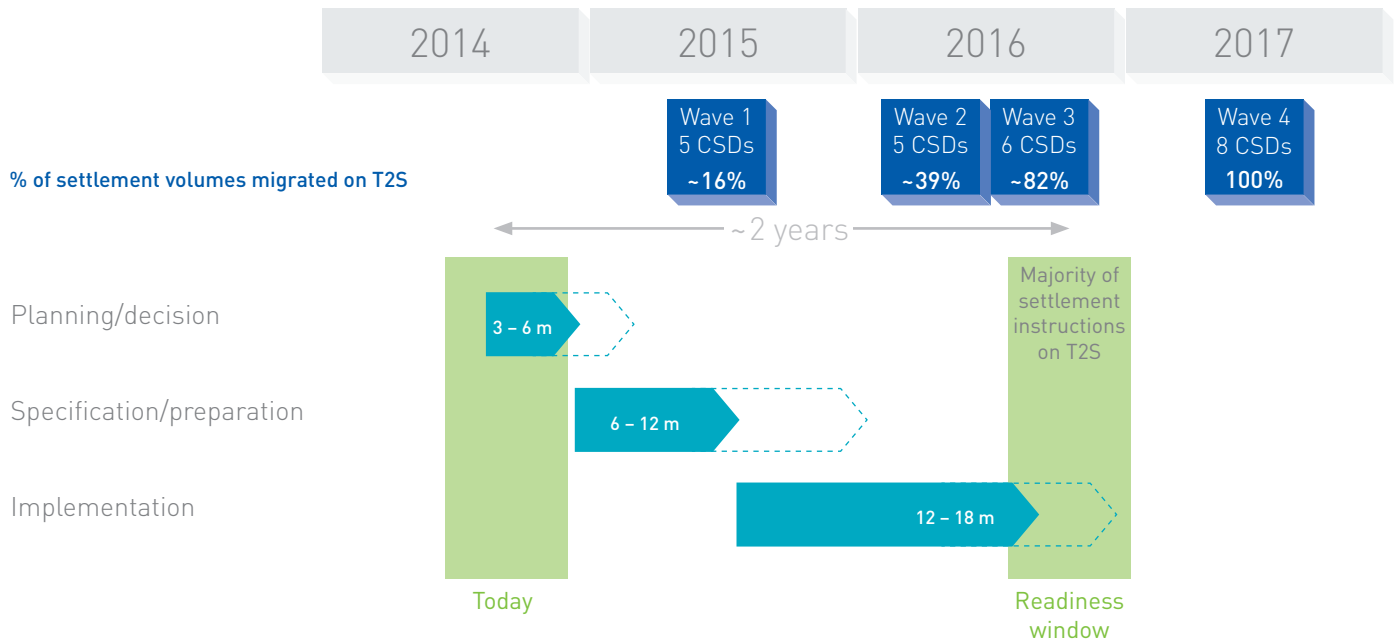 2014 2015 2016 2017
Wave 1
5 CSDs
~16%
Wave 2
5 CSDs
~39%
Wave 3
6 CSDs
~82%
Wave 4
8 CSDs
100%
% of settlement volumes migrated on T2S
~2 years
Majority of
settlement
instructions
on T2S
Planning/decision
3 – 6 m
Specification/preparation
6 – 12 m
Implementation
12 – 18 m
Today
Readiness
window